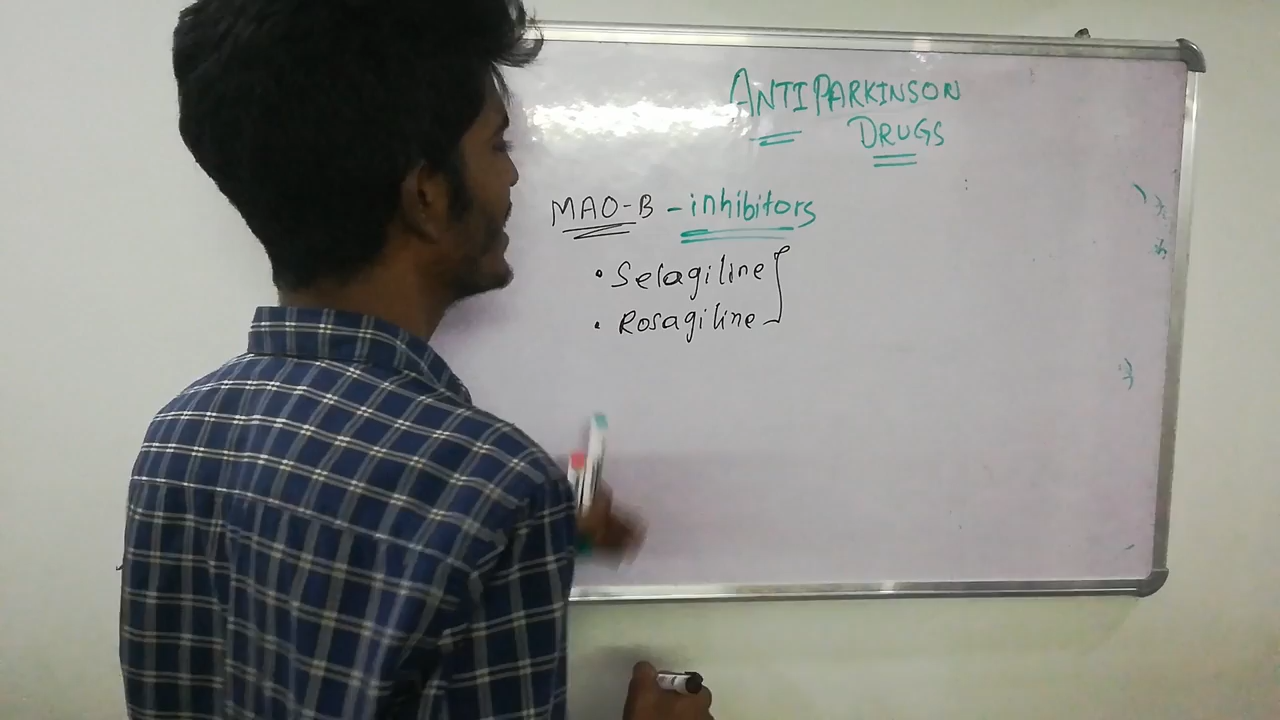 ANTIPARKINSON
DRUGS
MAO-B - inhibitors
• Selagiline
• Rosagiline